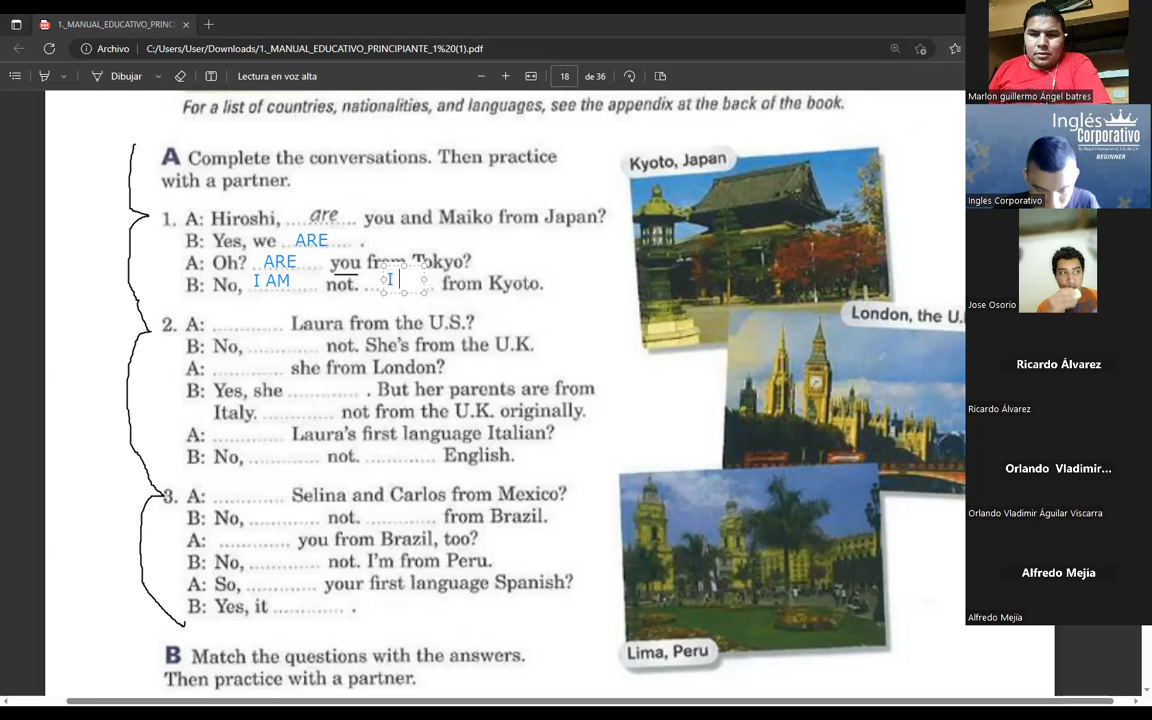 1._MANUAL_EDUCATIVO_PRINCI
Archivo
C:/Users/User/Downloads/1._MANUAL_EDUCATIVO_PRINCIPIANTE_1%20(1).pdf
Dibujar
Lectura en voz alta
18
de 36
For a list of countries, nationalities, and languages, see the appendix at the back of the book.
A Complete the conversations. Then practice
with a partner.
1. A: Hiroshi, ....are.... you and Maiko from Japan?
B: Yes, we ARE .
A: Oh? ARE you from Tokyo?
B: No, I AM not. I from Kyoto.
2. A: ............ Laura from the U.S.?
B: No, ............ not. She's from the U.K.
A: ............ she from London?
B: Yes, she ............ . But her parents are from
Italy. ............ not from the U.K. originally.
A: ............ Laura's first language Italian?
B: No, ............ not. ............ English.
3. A: ............ Selina and Carlos from Mexico?
B: No, ............ not. ............ from Brazil.
A: ............ you from Brazil, too?
B: No, ............ not. I'm from Peru.
A: So, ............ your first language Spanish?
B: Yes, it ............ .
B Match the questions with the answers.
Then practice with a partner.
Kyoto, Japan
London, the U.
Lima, Peru
Marlon guillermo Ángel batres
Inglés
Corporativo
BEGINNER
Ingles Corporativo
Jose Osorio
Ricardo Álvarez
Ricardo Álvarez
Orlando Vladimir...
Orlando Vladimir Águilar Viscarra
Alfredo Mejía
Alfredo Mejía